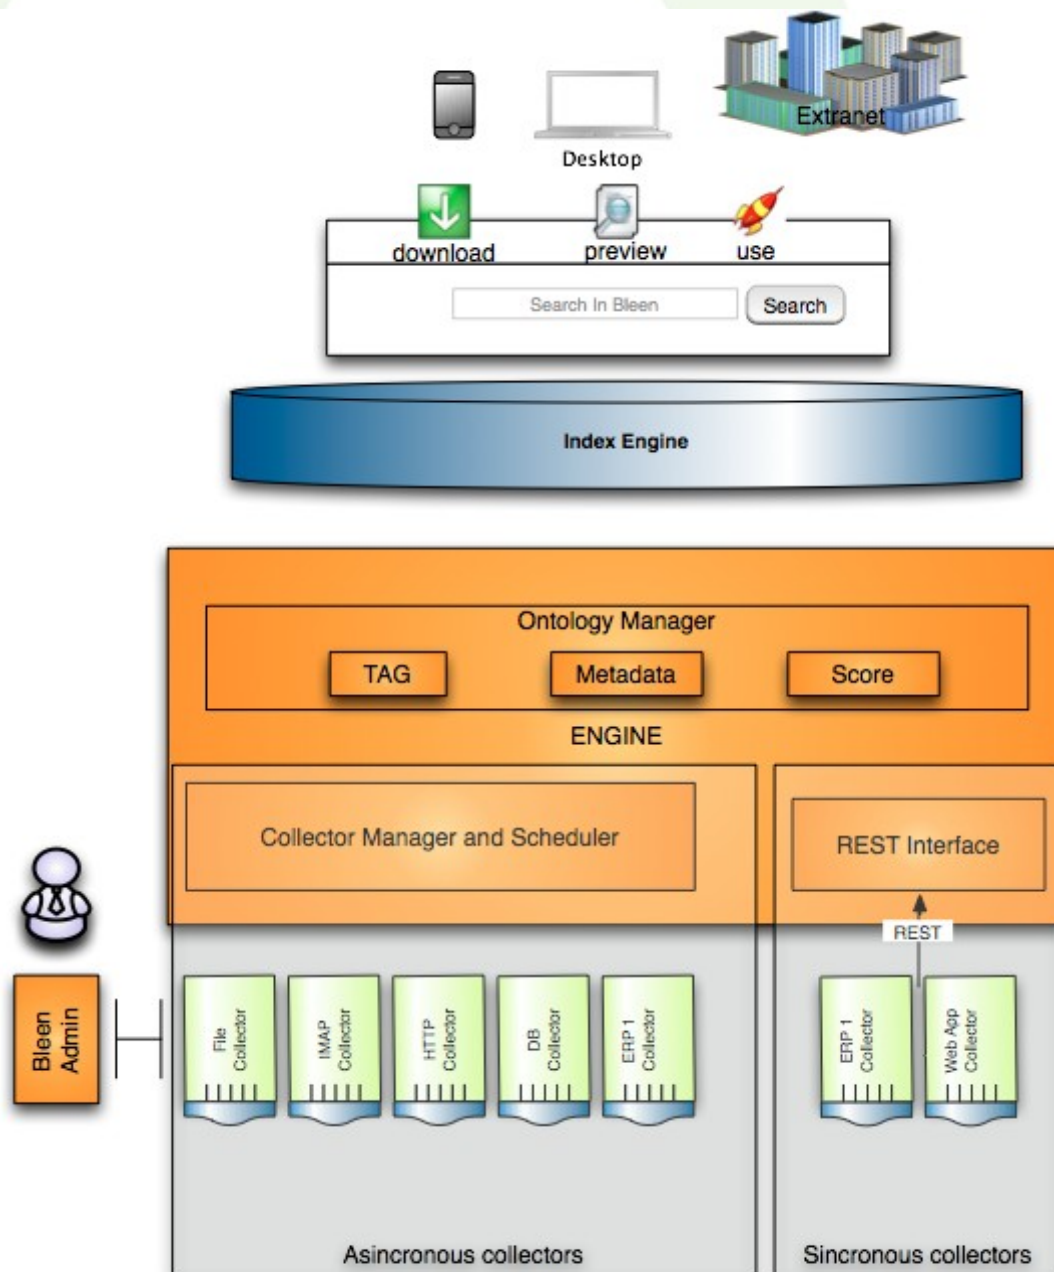 Extranet
Desktop
download
preview
use
Search In Bleen
Search
Index Engine
Ontology Manager
TAG
Metadata
Score
ENGINE
Collector Manager and Scheduler
REST Interface
REST
Bleen
Admin
File
Collector
IMAP
Collector
HTTP
Collector
DB
Collector
ERP 1
Collector
ERP 1
Collector
Web App
Collector
Asincronous collectors
Sincronous collectors